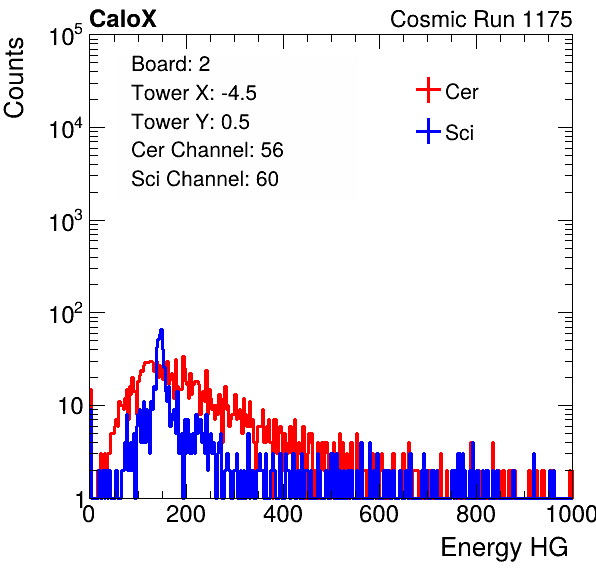 CaloX
Cosmic Run 1175
Counts
10^5
10^4
10^3
10^2
10
1
Board: 2
Tower X: -4.5
Tower Y: 0.5
Cer Channel: 56
Sci Channel: 60
Cer
Sci
0
200
400
600
800
1000
Energy HG